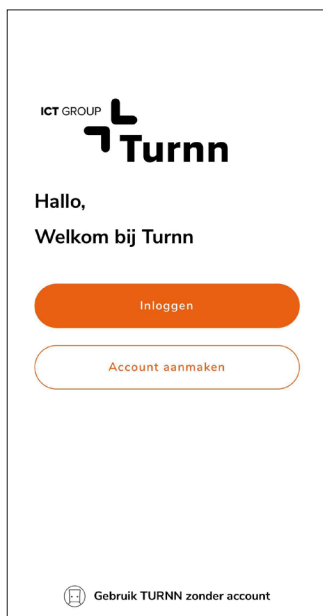 ICT GROUP
Turnn
Hallo,
Welkom bij Turnn
Inloggen
Account aanmaken
Gebruik TURNN zonder account